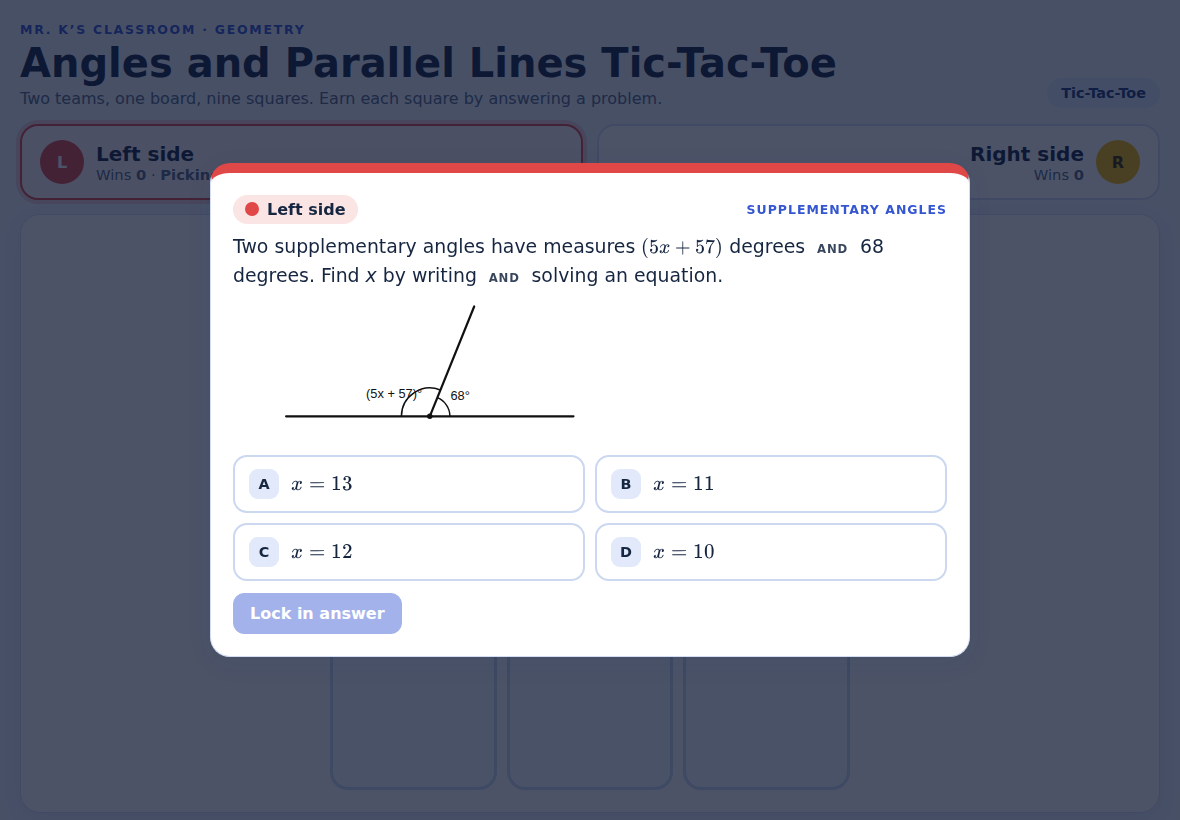 MR. K’S CLASSROOM · GEOMETRY
Angles and Parallel Lines Tic-Tac-Toe
Two teams, one board, nine squares. Earn each square by answering a problem.
Tic-Tac-Toe
L
Left side
Wins 0 ·
Right side
Wins 0
R
Left side
SUPPLEMENTARY ANGLES
Two supplementary angles have measures (5x + 57) degrees AND 68
degrees. Find x by writing AND solving an equation.
(5x + 57)°
68°
A x = 13
B x = 11
C x = 12
D x = 10
Lock in answer